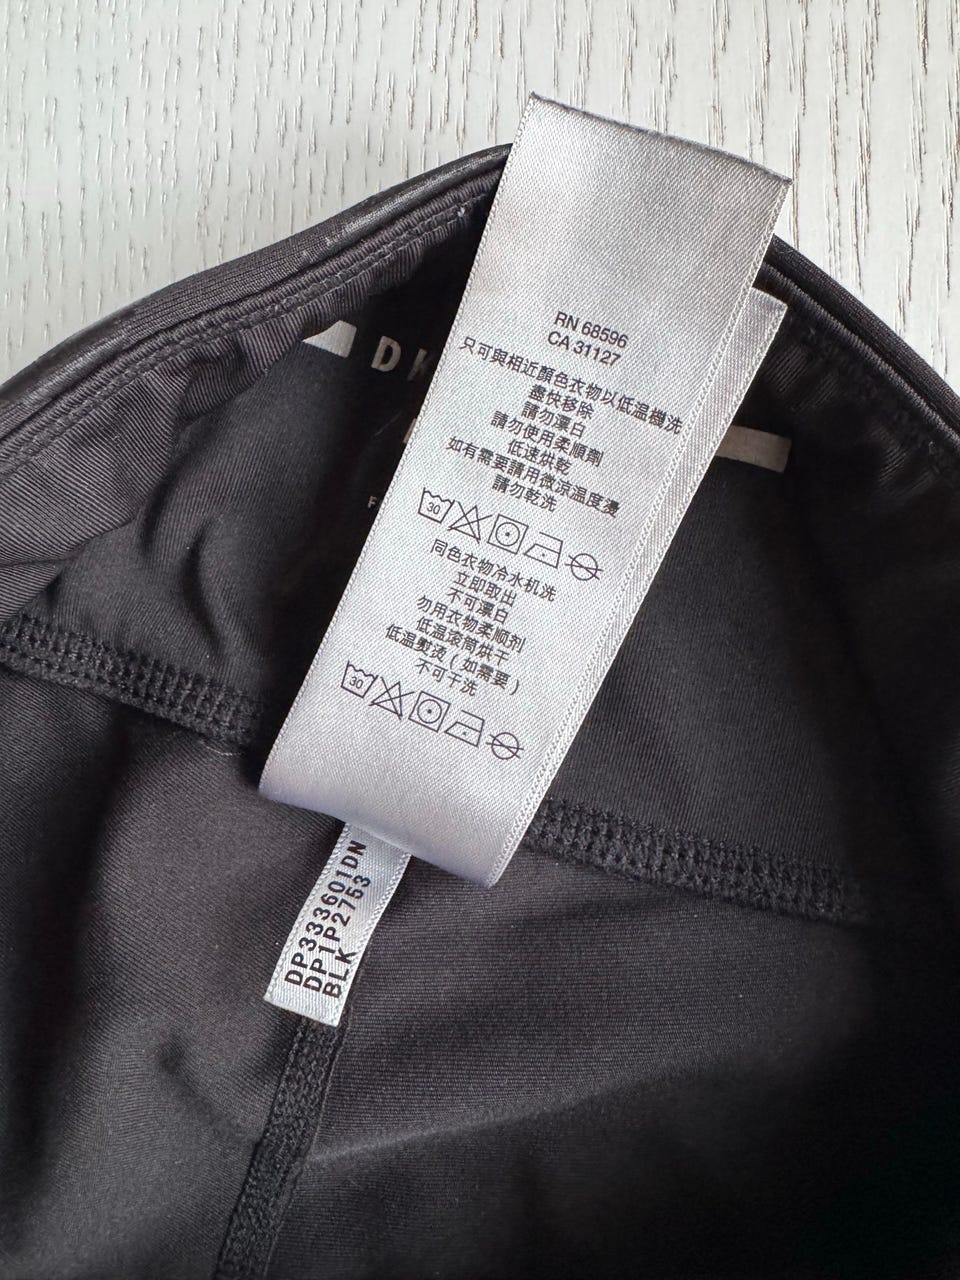 DK
F
RN 68596
CA 31127
只可與相近顏色衣物以低溫機洗
盡快移除
請勿漂白
請勿使用柔順劑
低速烘乾
如有需要請用微涼溫度燙
請勿乾洗
30
同色衣物冷水机洗
立即取出
不可漂白
勿用衣物柔顺剂
低温滚筒烘干
低温熨烫（如需要）
不可干洗
30
DP333601DN
DP1P2753
BLK